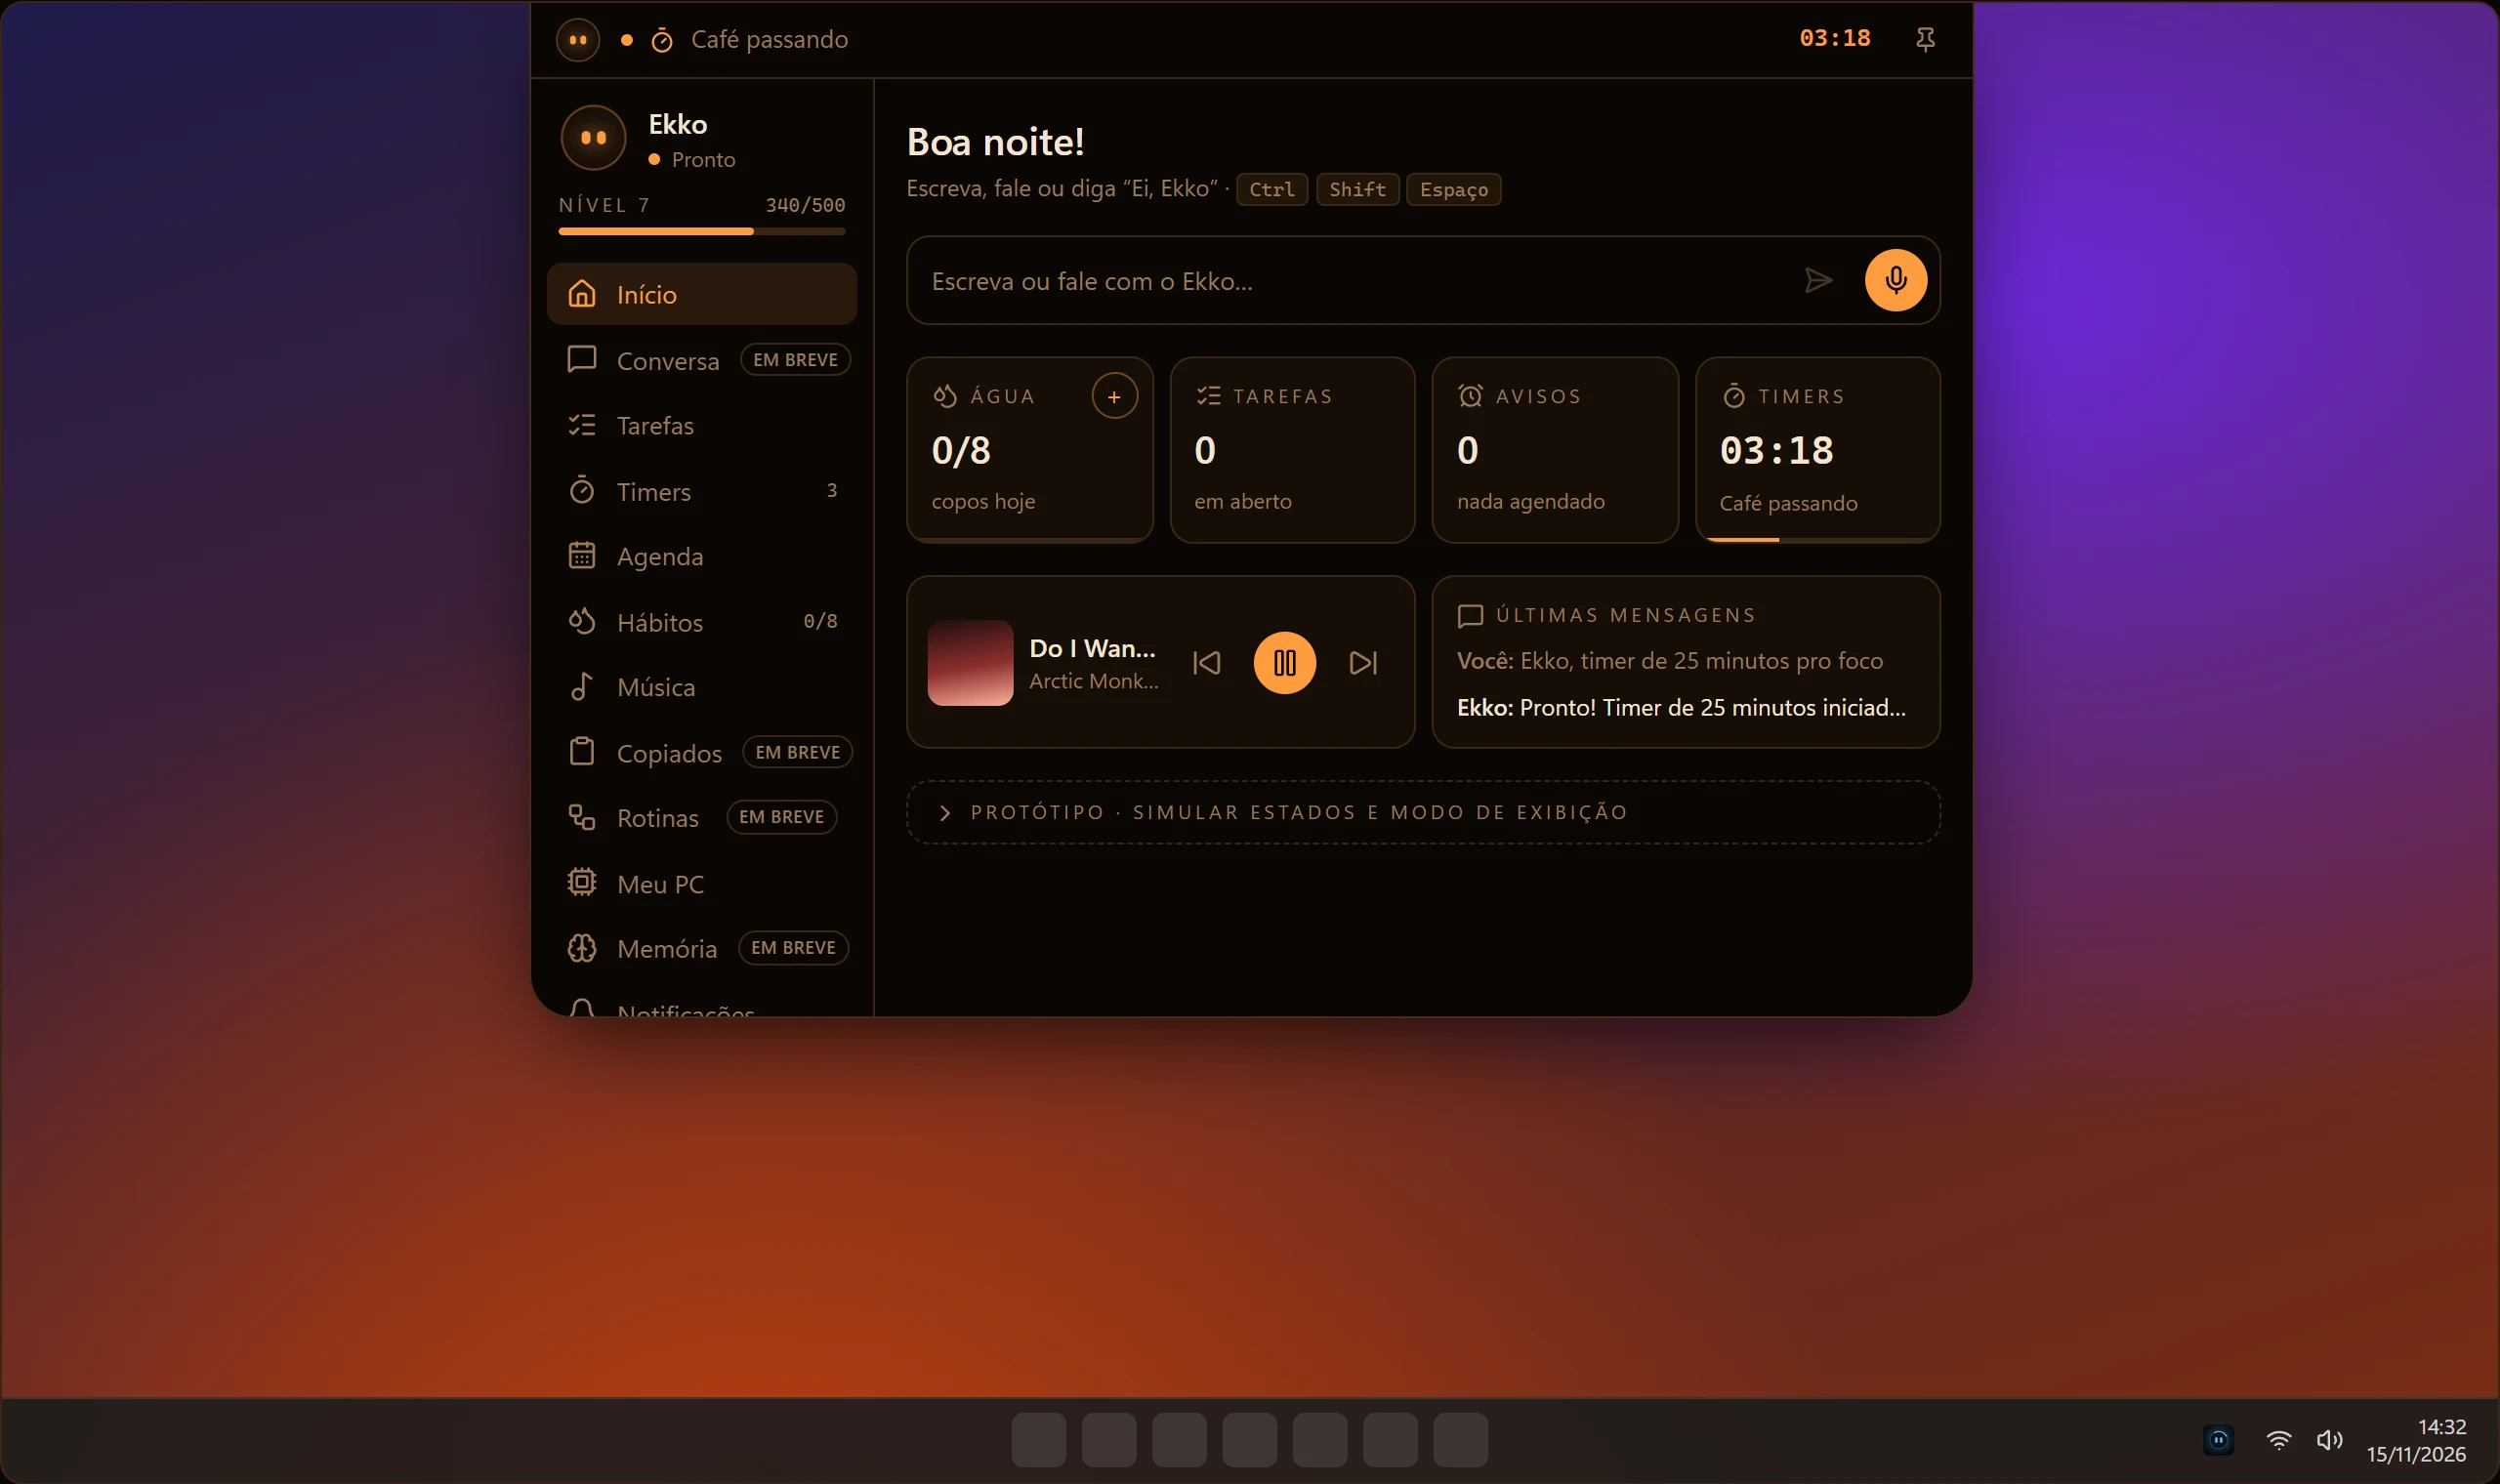 Café passando
03:18
Ekko
Pronto
NÍVEL 7
340/500
Início
Conversa
EM BREVE
Tarefas
Timers
3
Agenda
Hábitos
0/8
Música
Copiados
EM BREVE
Rotinas
EM BREVE
Meu PC
Memória
EM BREVE
Notificações
Boa noite!
Escreva, fale ou diga “Ei, Ekko” · Ctrl Shift Espaço
Escreva ou fale com o Ekko...
ÁGUA
+
0/8
copos hoje
TAREFAS
0
em aberto
AVISOS
0
nada agendado
TIMERS
03:18
Café passando
Do I Wan...
Arctic Monk...
ÚLTIMAS MENSAGENS
Você: Ekko, timer de 25 minutos pro foco
Ekko: Pronto! Timer de 25 minutos iniciad...
PROTÓTIPO · SIMULAR ESTADOS E MODO DE EXIBIÇÃO
14:32
15/11/2026